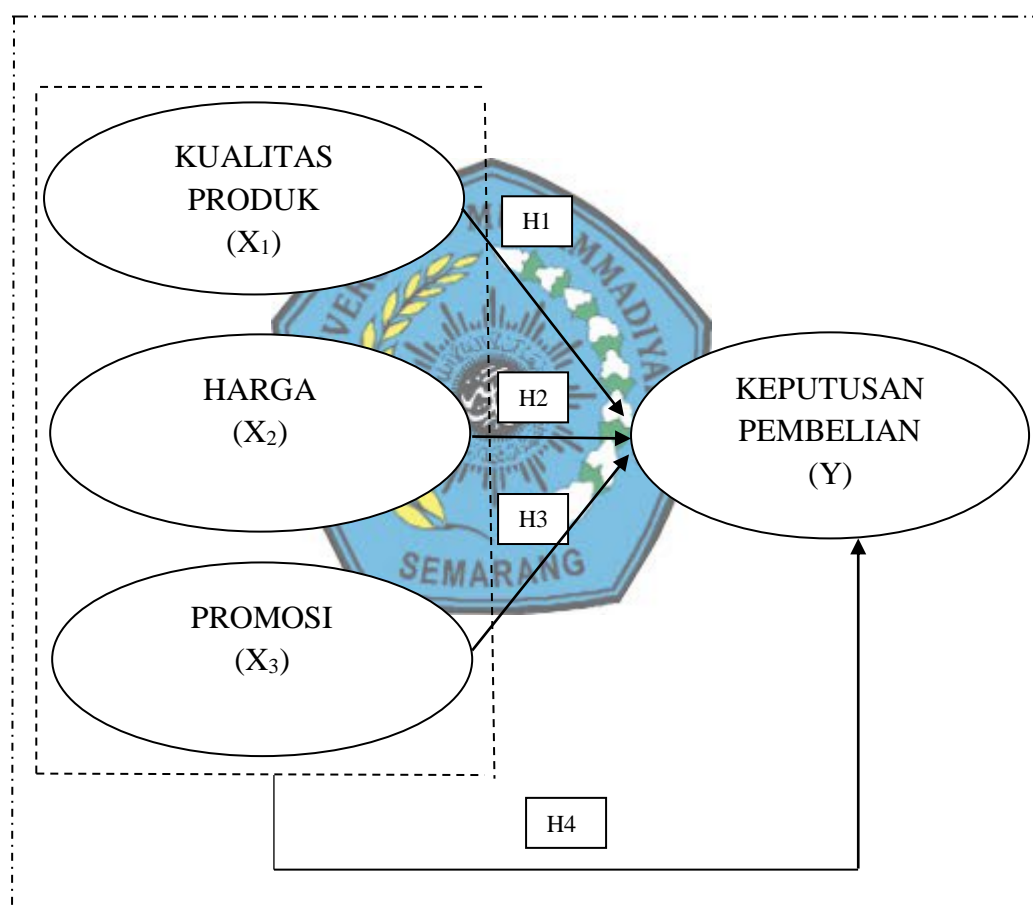 KUALITAS
PRODUK
(X₁)
H1
HARGA
(X₂)
H2
KEPUTUSAN
PEMBELIAN
(Y)
H3
PROMOSI
(X₃)
H4
SEMARANG